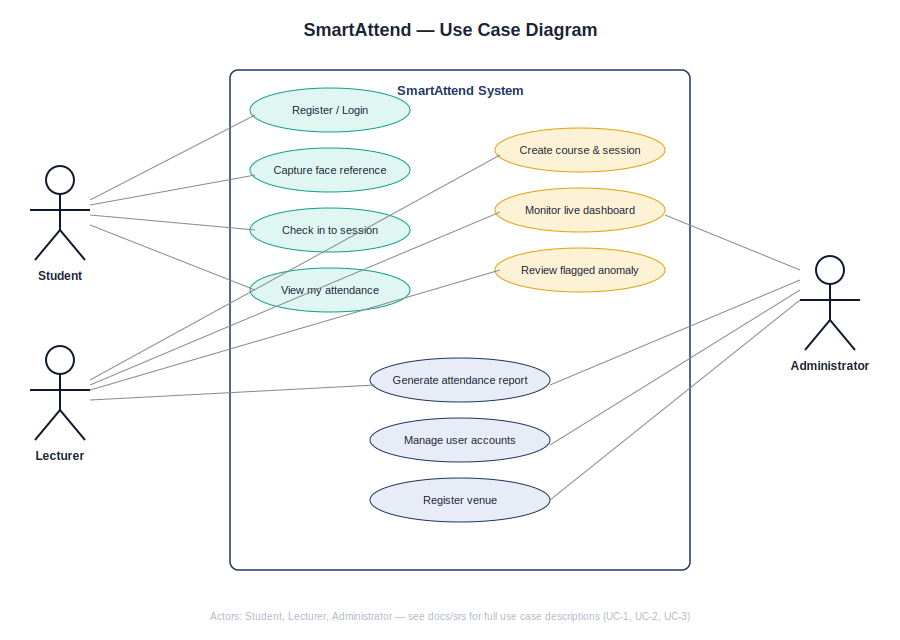 SmartAttend — Use Case Diagram
SmartAttend System
Register / Login
Create course & session
Capture face reference
Monitor live dashboard
Check in to session
Student
Review flagged anomaly
View my attendance
Administrator
Generate attendance report
Lecturer
Manage user accounts
Register venue
Actors: Student, Lecturer, Administrator — see docs/srs for full use case descriptions (UC-1, UC-2, UC-3)